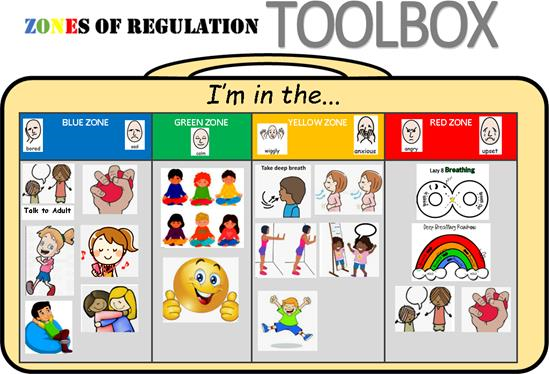 ZONES OF REGULATION TOOLBOX
I'm in the...
BLUE ZONE
bored
sad
GREEN ZONE
calm
YELLOW ZONE
wiggly
anxious
RED ZONE
angry
upset
Talk to Adult
Take deep breath
Lazy 8 Breathing
Deep Breathing Rainbow